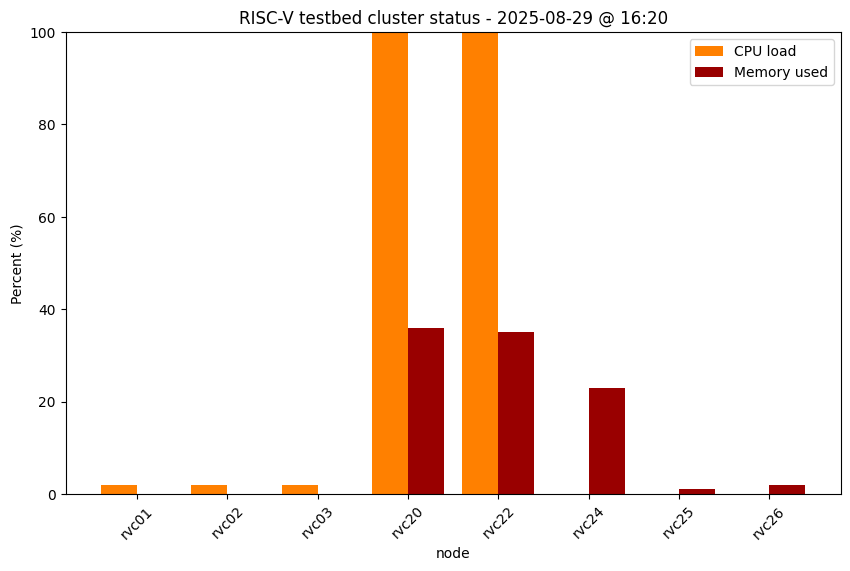 RISC-V testbed cluster status - 2025-08-29 @ 16:20
CPU load
Memory used
Percent (%)
100
80
60
40
20
0
rvc01
rvc02
rvc03
rvc20
rvc22
rvc24
rvc25
rvc26
node